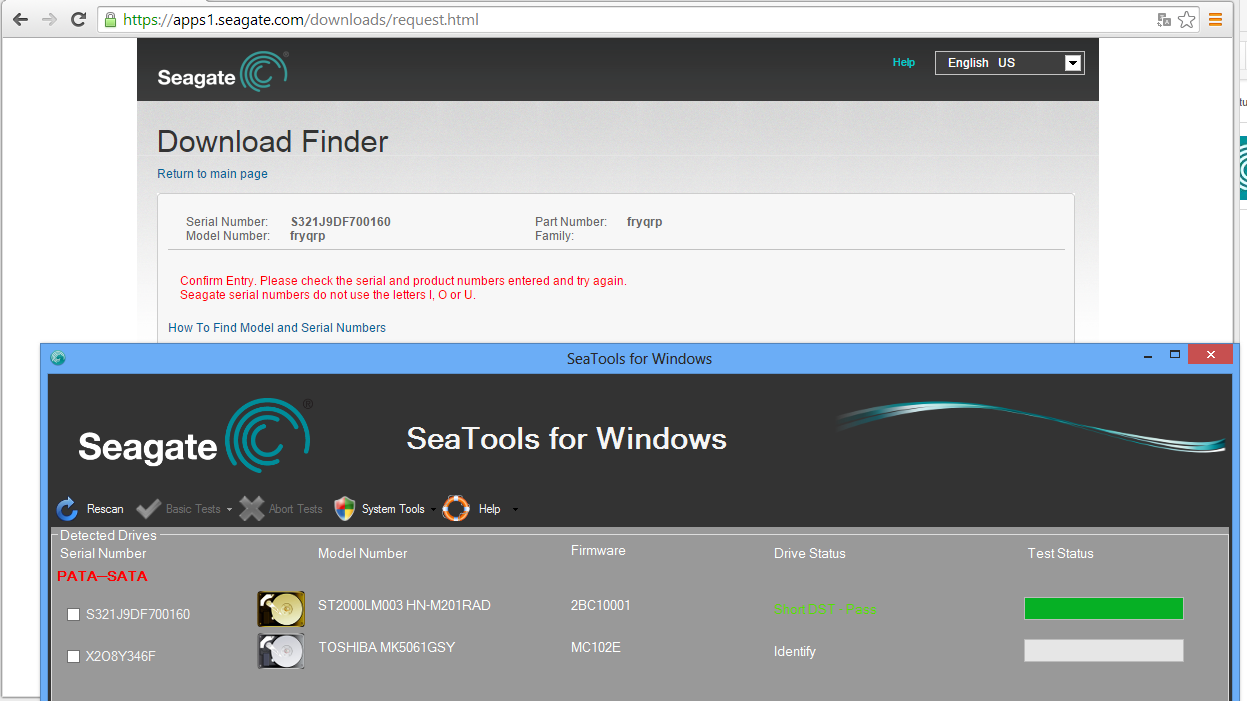 https://apps1.seagate.com/downloads/request.html
Seagate
Help
English US
Download Finder
Return to main page
Serial Number: S321J9DF700160 Part Number: fryqrp
Model Number: fryqrp Family:
Confirm Entry. Please check the serial and product numbers entered and try again.
Seagate serial numbers do not use the letters I, O or U.
How To Find Model and Serial Numbers
SeaTools for Windows
Seagate®
SeaTools for Windows
Rescan Basic Tests Abort Tests System Tools Help
Detected Drives
Serial Number Model Number Firmware Drive Status Test Status
PATA—SATA
S321J9DF700160 ST2000LM003 HN-M201RAD 2BC10001 Short DST - Pass
X2O8Y346F TOSHIBA MK5061GSY MC102E Identify